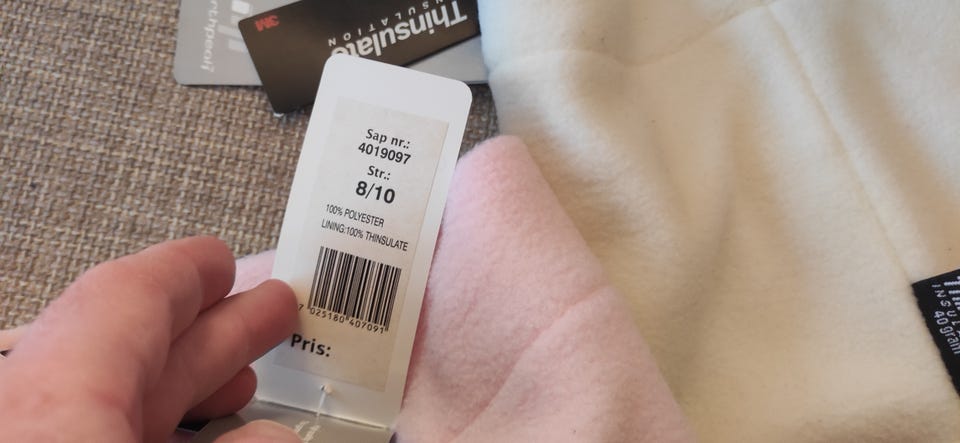 3M
Thinsulate
INSULATION
Sap nr.:
4019097
Str.:
8/10
100% POLYESTER
LINING:100% THINSULATE
7 025180 407091
Pris: